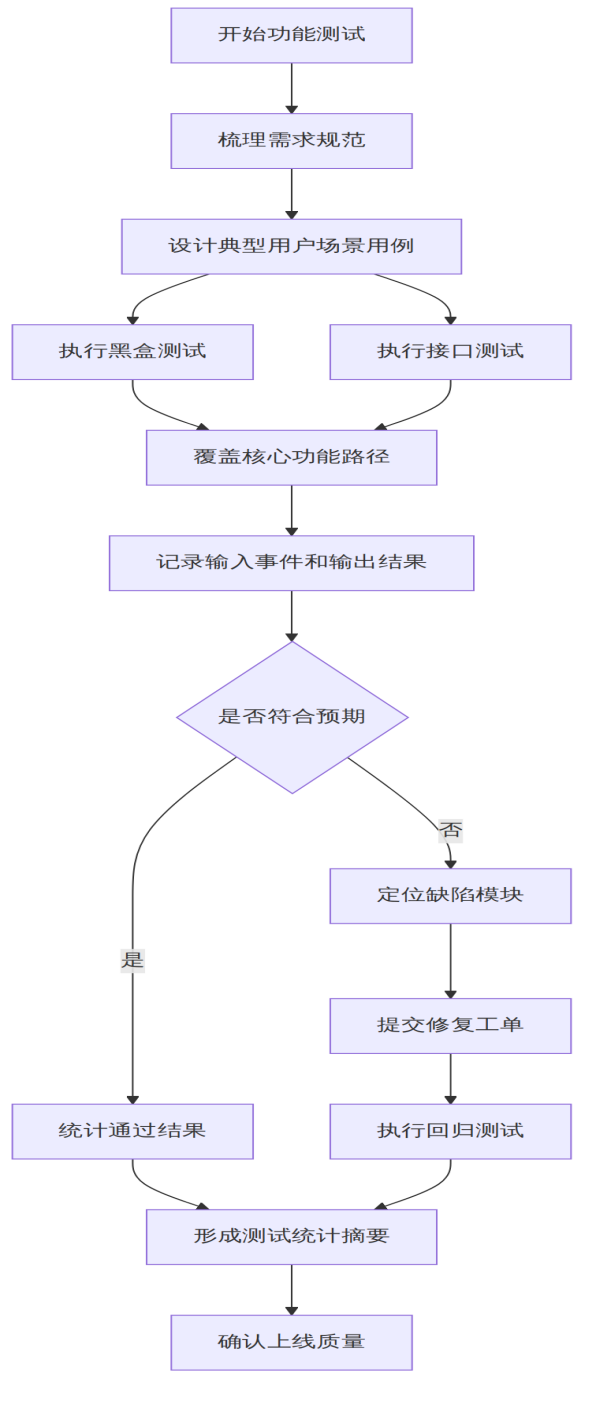 开始功能测试
梳理需求规范
设计典型用户场景用例
执行黑盒测试
执行接口测试
覆盖核心功能路径
记录输入事件和输出结果
是否符合预期
否
定位缺陷模块
是
提交修复工单
统计通过结果
执行回归测试
形成测试统计摘要
确认上线质量